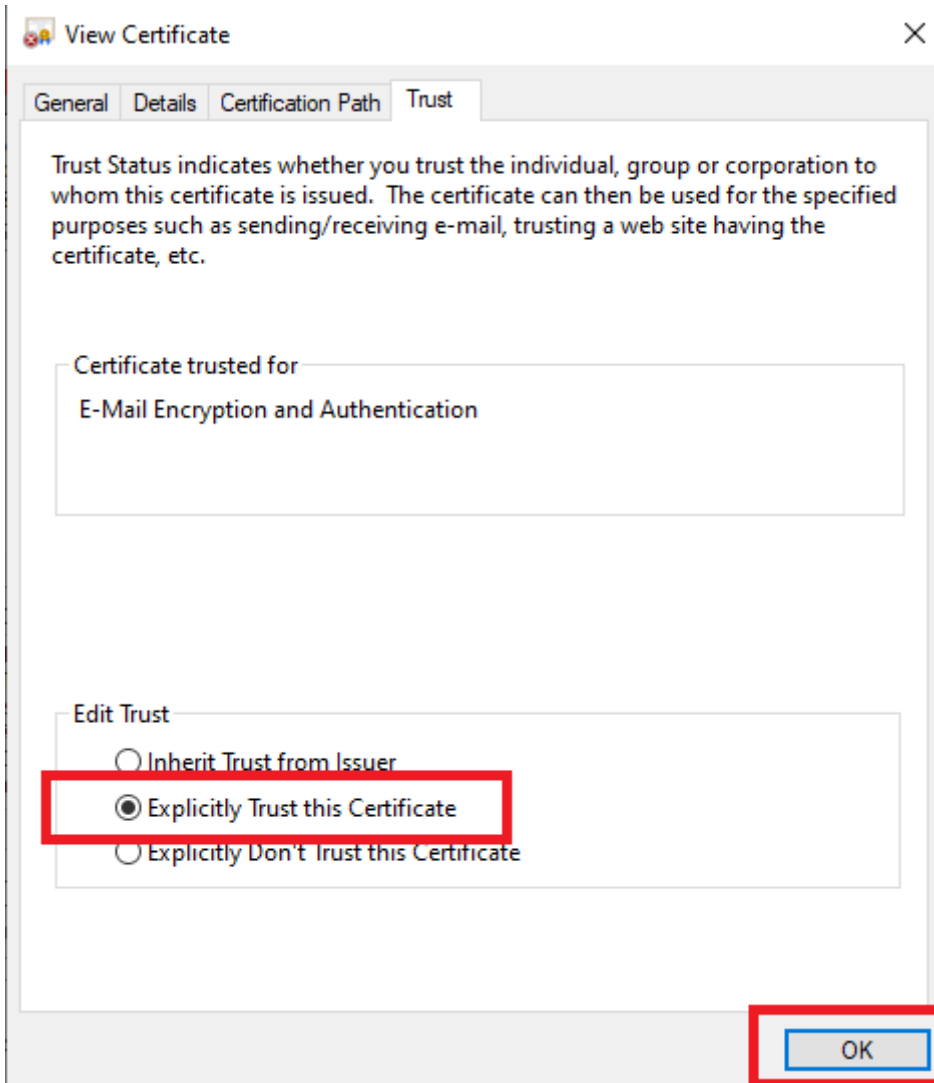 View Certificate
General Details Certification Path Trust
Trust Status indicates whether you trust the individual, group or corporation to
whom this certificate is issued.  The certificate can then be used for the specified
purposes such as sending/receiving e-mail, trusting a web site having the
certificate, etc.
Certificate trusted for
E-Mail Encryption and Authentication
Edit Trust
Inherit Trust from Issuer
Explicitly Trust this Certificate
Explicitly Don't Trust this Certificate
OK